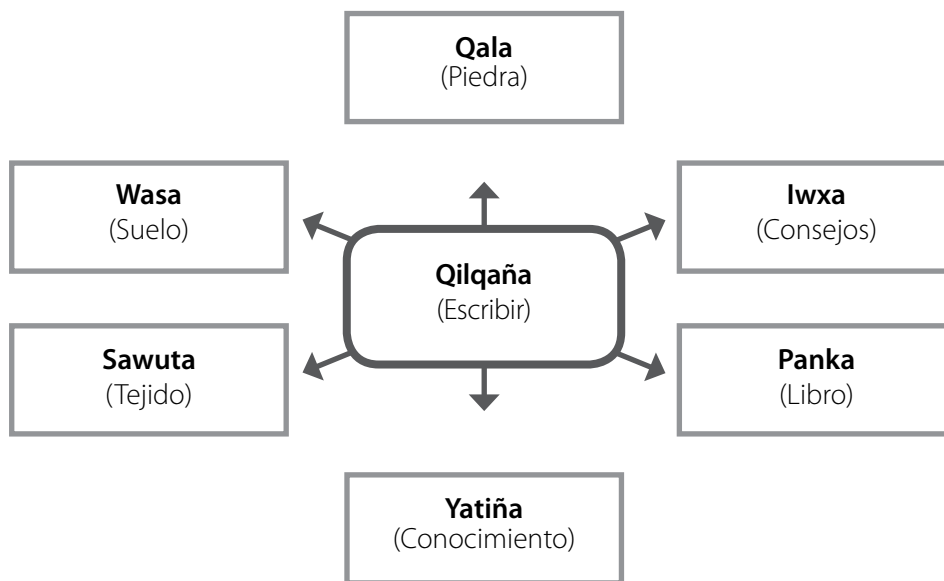 Qala
(Piedra)
Wasa
(Suelo)
Iwxa
(Consejos)
Qilqaña
(Escribir)
Sawuta
(Tejido)
Panka
(Libro)
Yatiña
(Conocimiento)